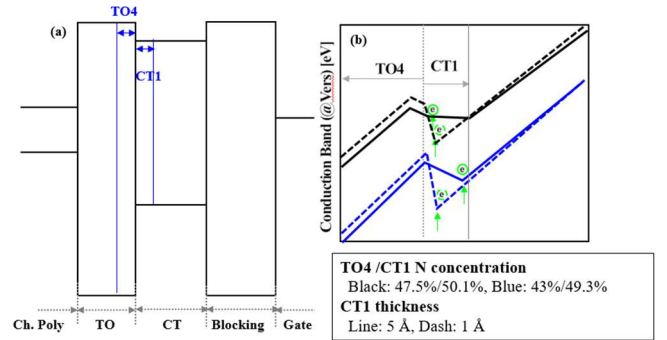 (a)
TO4
CT1
Ch. Poly
TO
CT
Blocking
Gate
(b)
TO4
CT1
Conduction Band (@Vers) [eV]
e
e
e
e
TO4 /CT1 N concentration
Black: 47.5%/50.1%, Blue: 43%/49.3%
CT1 thickness
Line: 5 Å, Dash: 1 Å